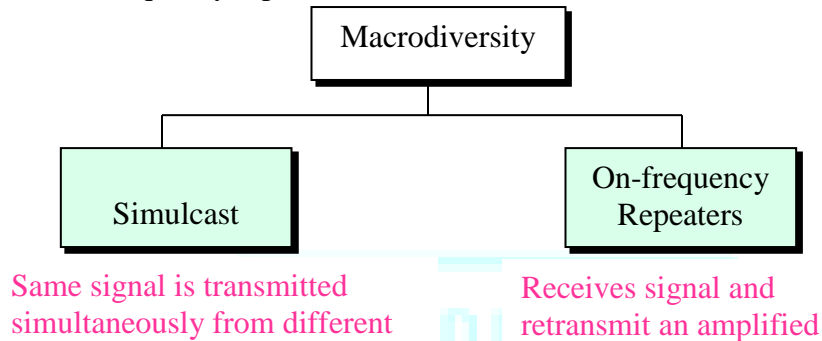 Macrodiversity
Simulcast
On-frequency
Repeaters
Same signal is transmitted
simultaneously from different
Receives signal and
retransmit an amplified